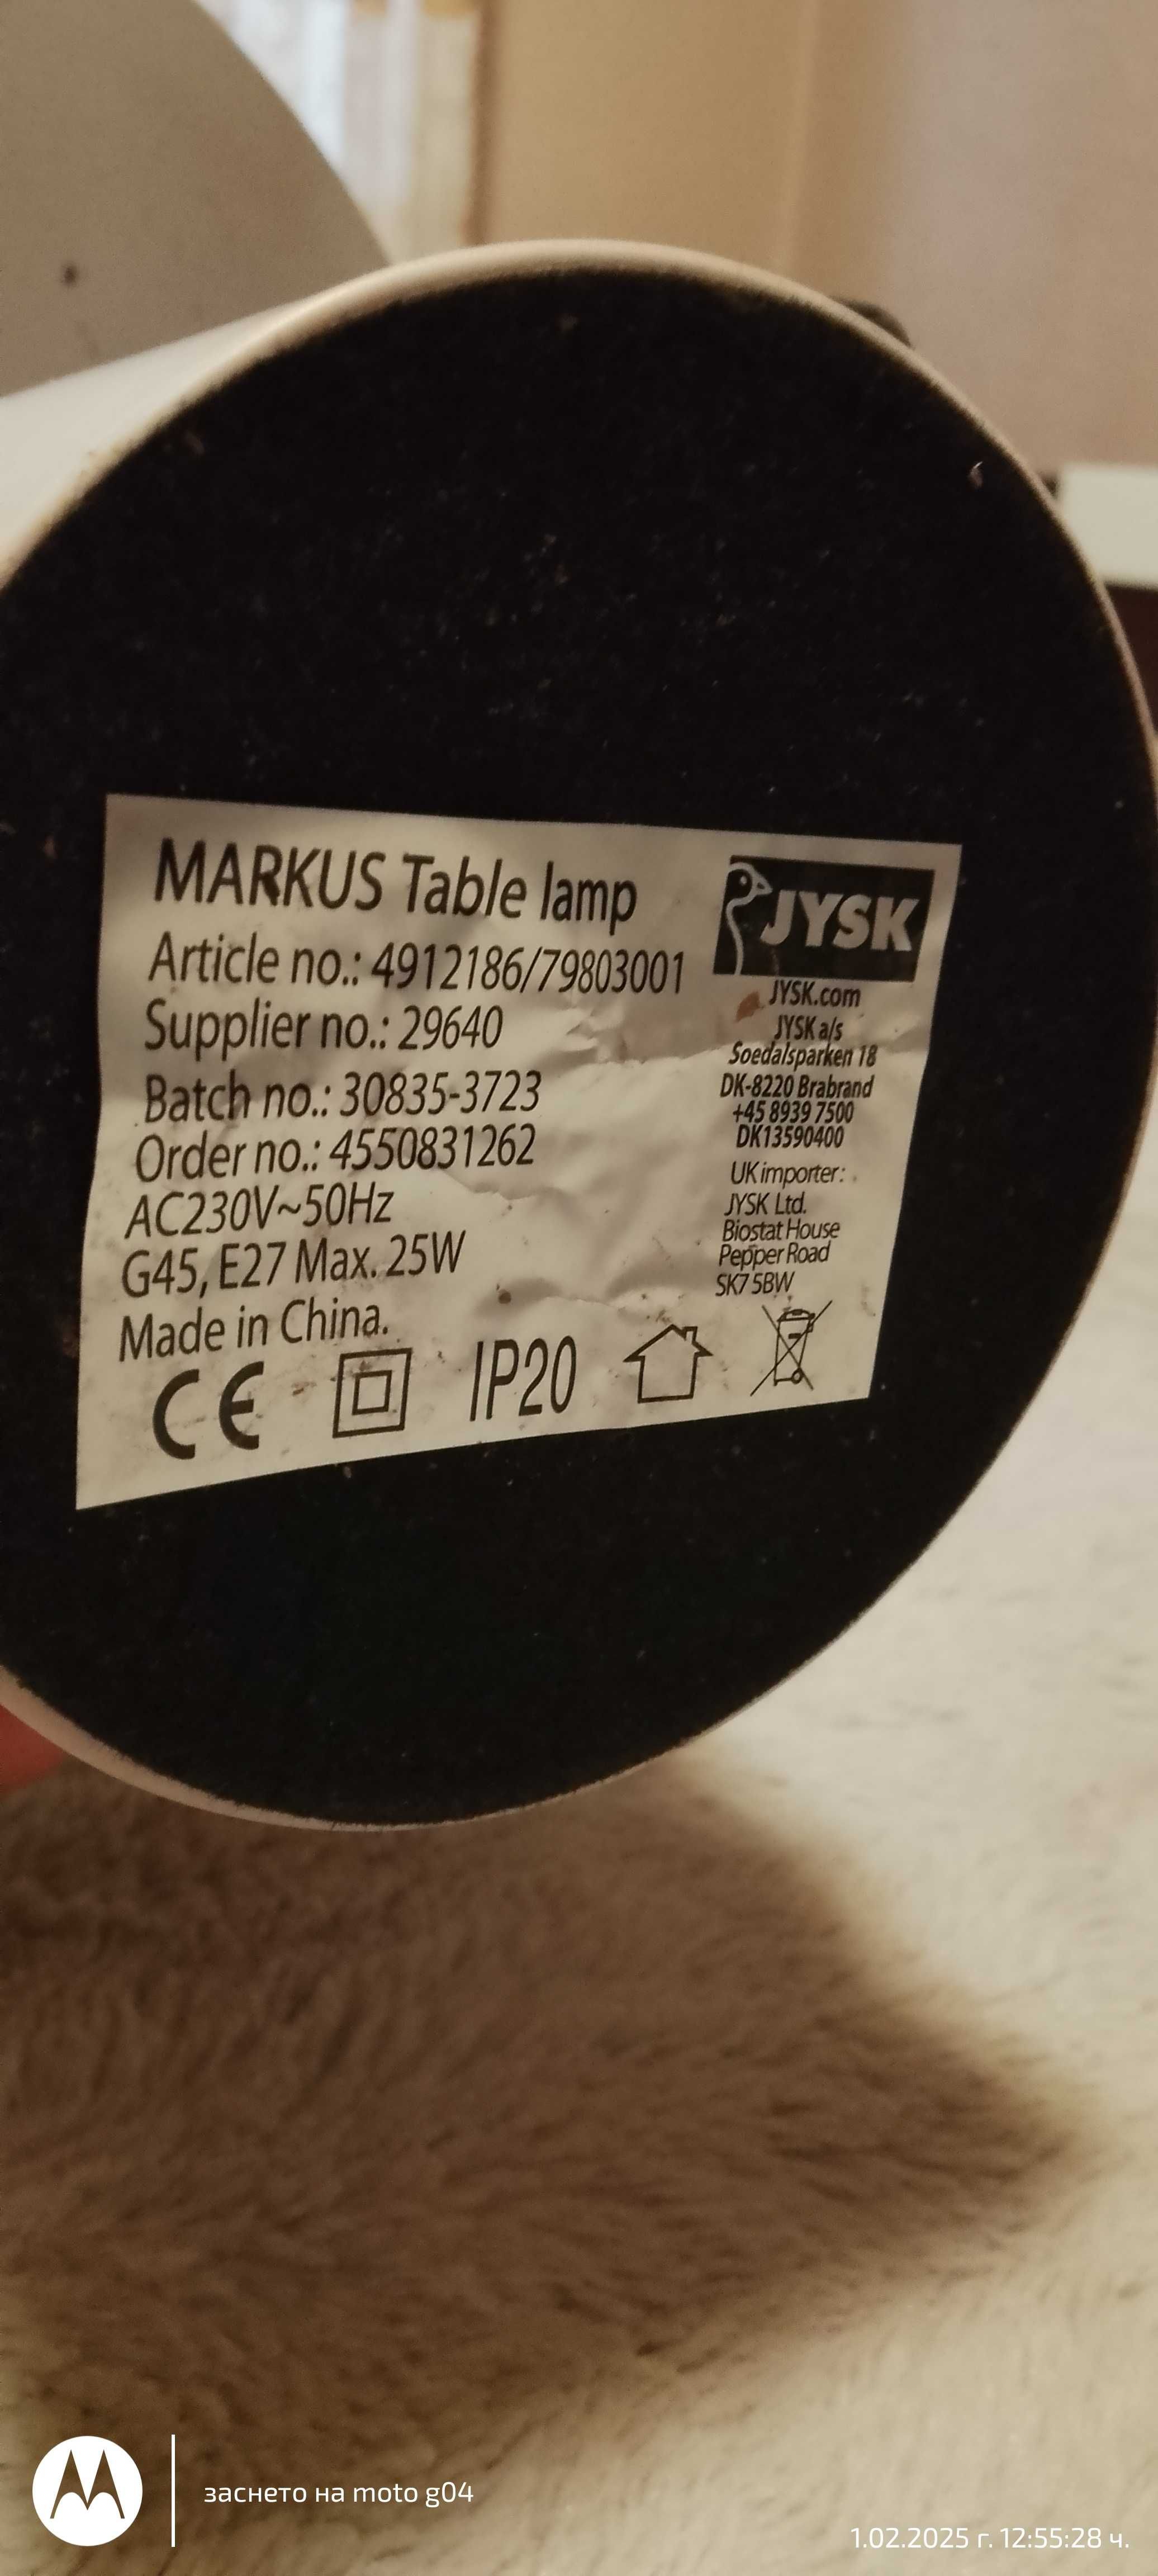 MARKUS Table lamp
Article no.: 4912186/79803001
Supplier no.: 29640
Batch no.: 30835-3723
Order no.: 4550831262
AC230V~50Hz
G45, E27 Max. 25W
Made in China.
CE
IP20
JYSK
JYSK.com
JYSK a/s
Soedalsparken 18
DK-8220 Brabrand
+45 8939 7500
DK13590400
UK importer:
JYSK Ltd.
Biostat House
Pepper Road
SK7 5BW
заснето на moto g04
1.02.2025 г. 12:55:28 ч.